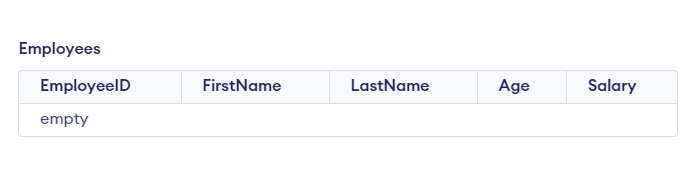 Employees
EmployeeID FirstName LastName Age Salary
empty